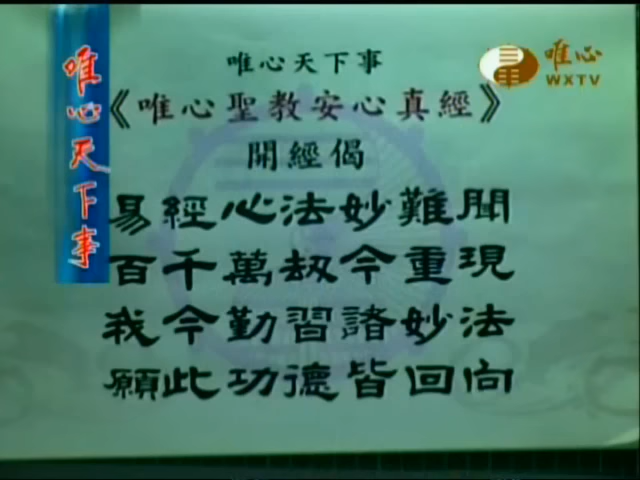 唯心天下事
唯心
WXTV
唯心天下事
《唯心聖教安心真經》
開經偈
易經心法妙難聞
百千萬劫今重現
我今勤習諸妙法
願此功德皆回向